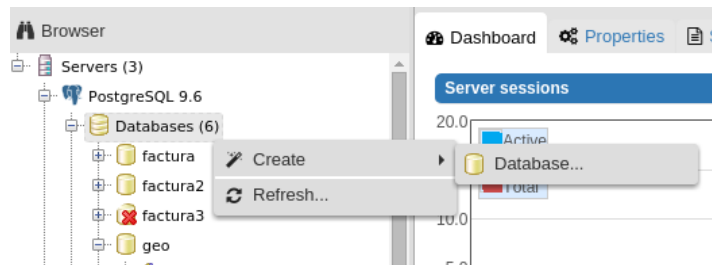 Browser
Servers (3)
PostgreSQL 9.6
Databases (6)
factura
factura2
factura3
geo
Create
Refresh...
Database...
Dashboard
Properties
Server sessions
20.0
Active
Total
10.0